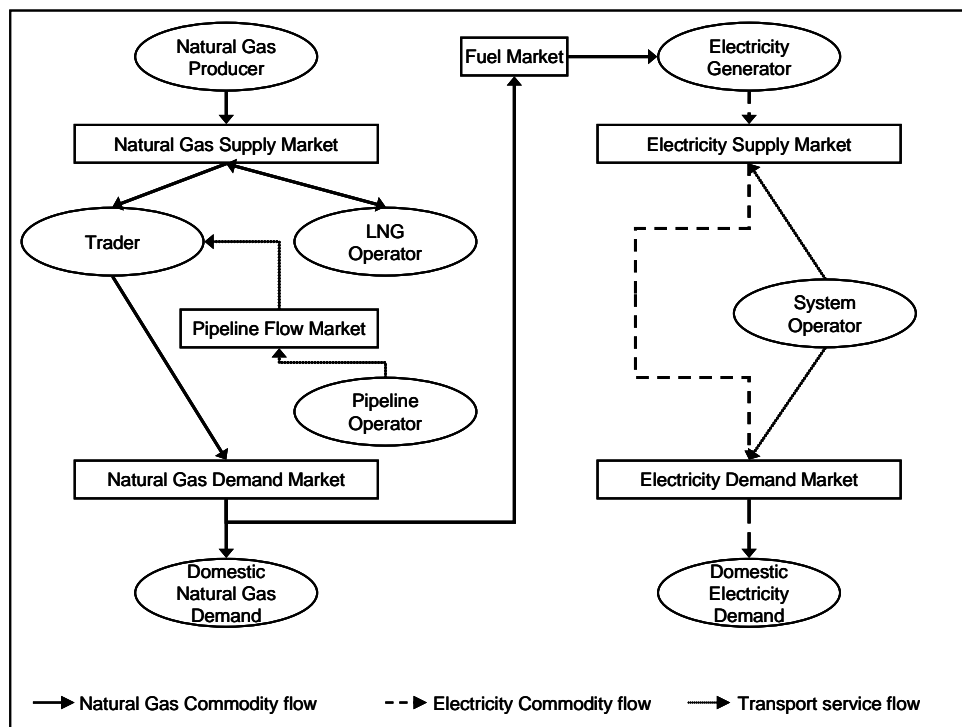 Natural Gas
Producer
Fuel Market
Electricity
Generator
Natural Gas Supply Market
Electricity Supply Market
Trader
LNG
Operator
Pipeline Flow Market
System
Operator
Pipeline
Operator
Natural Gas Demand Market
Electricity Demand Market
Domestic
Natural Gas
Demand
Domestic
Electricity
Demand
Natural Gas Commodity flow
Electricity Commodity flow
Transport service flow